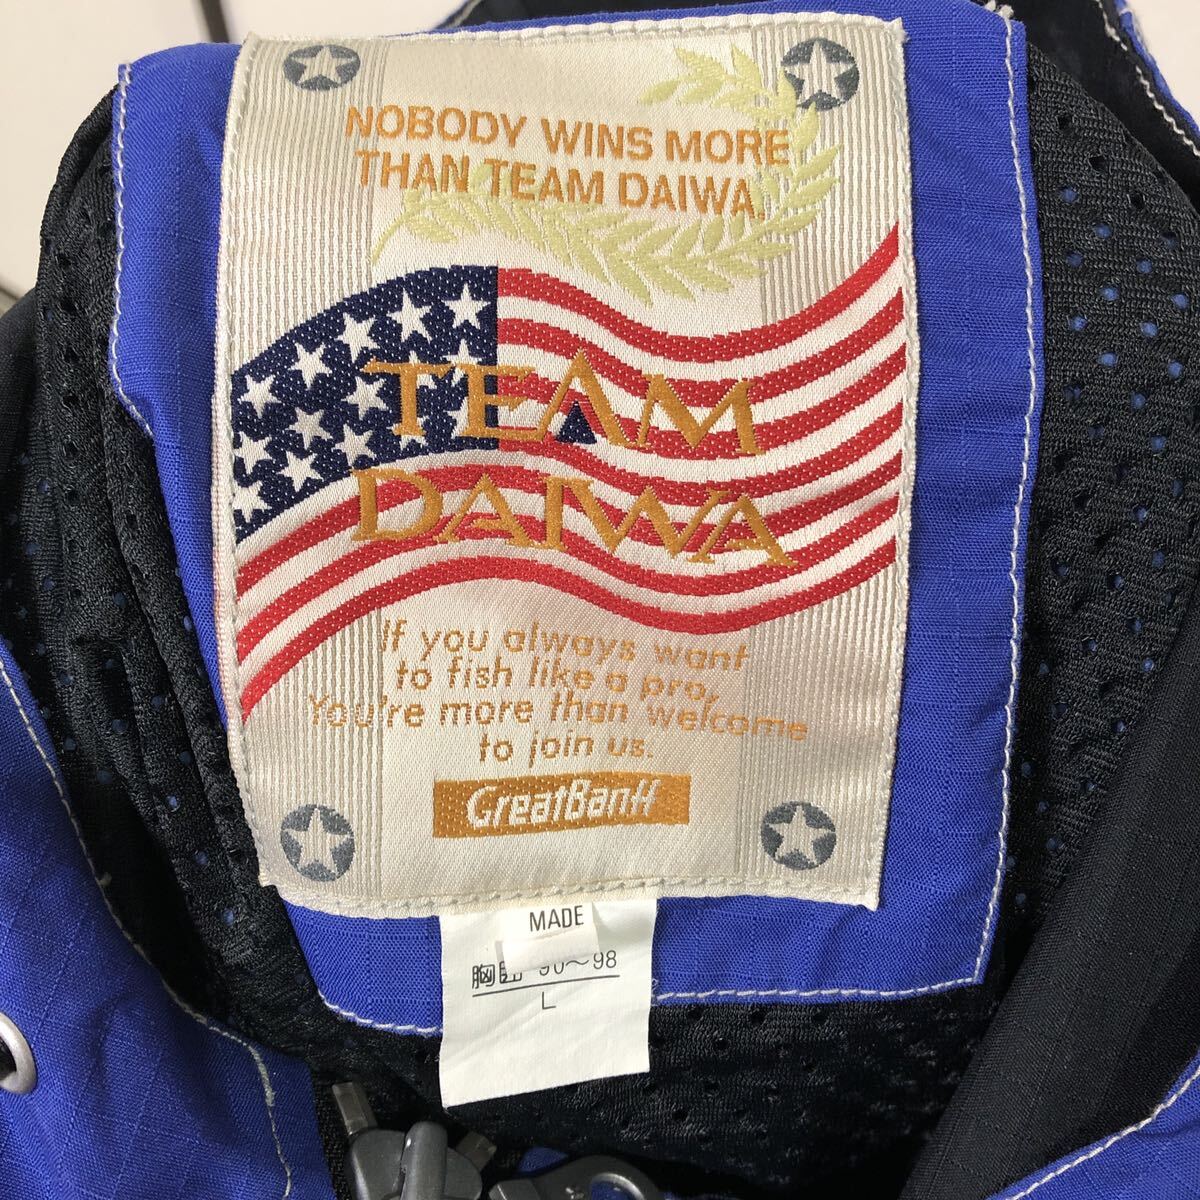 NOBODY WINS MORE
THAN TEAM DAIWA.
TEAM
DAIWA
If you always want
to fish like a pro,
You're more than welcome
to join us.
GreatBanff
MADE
胸囲 90～98
L